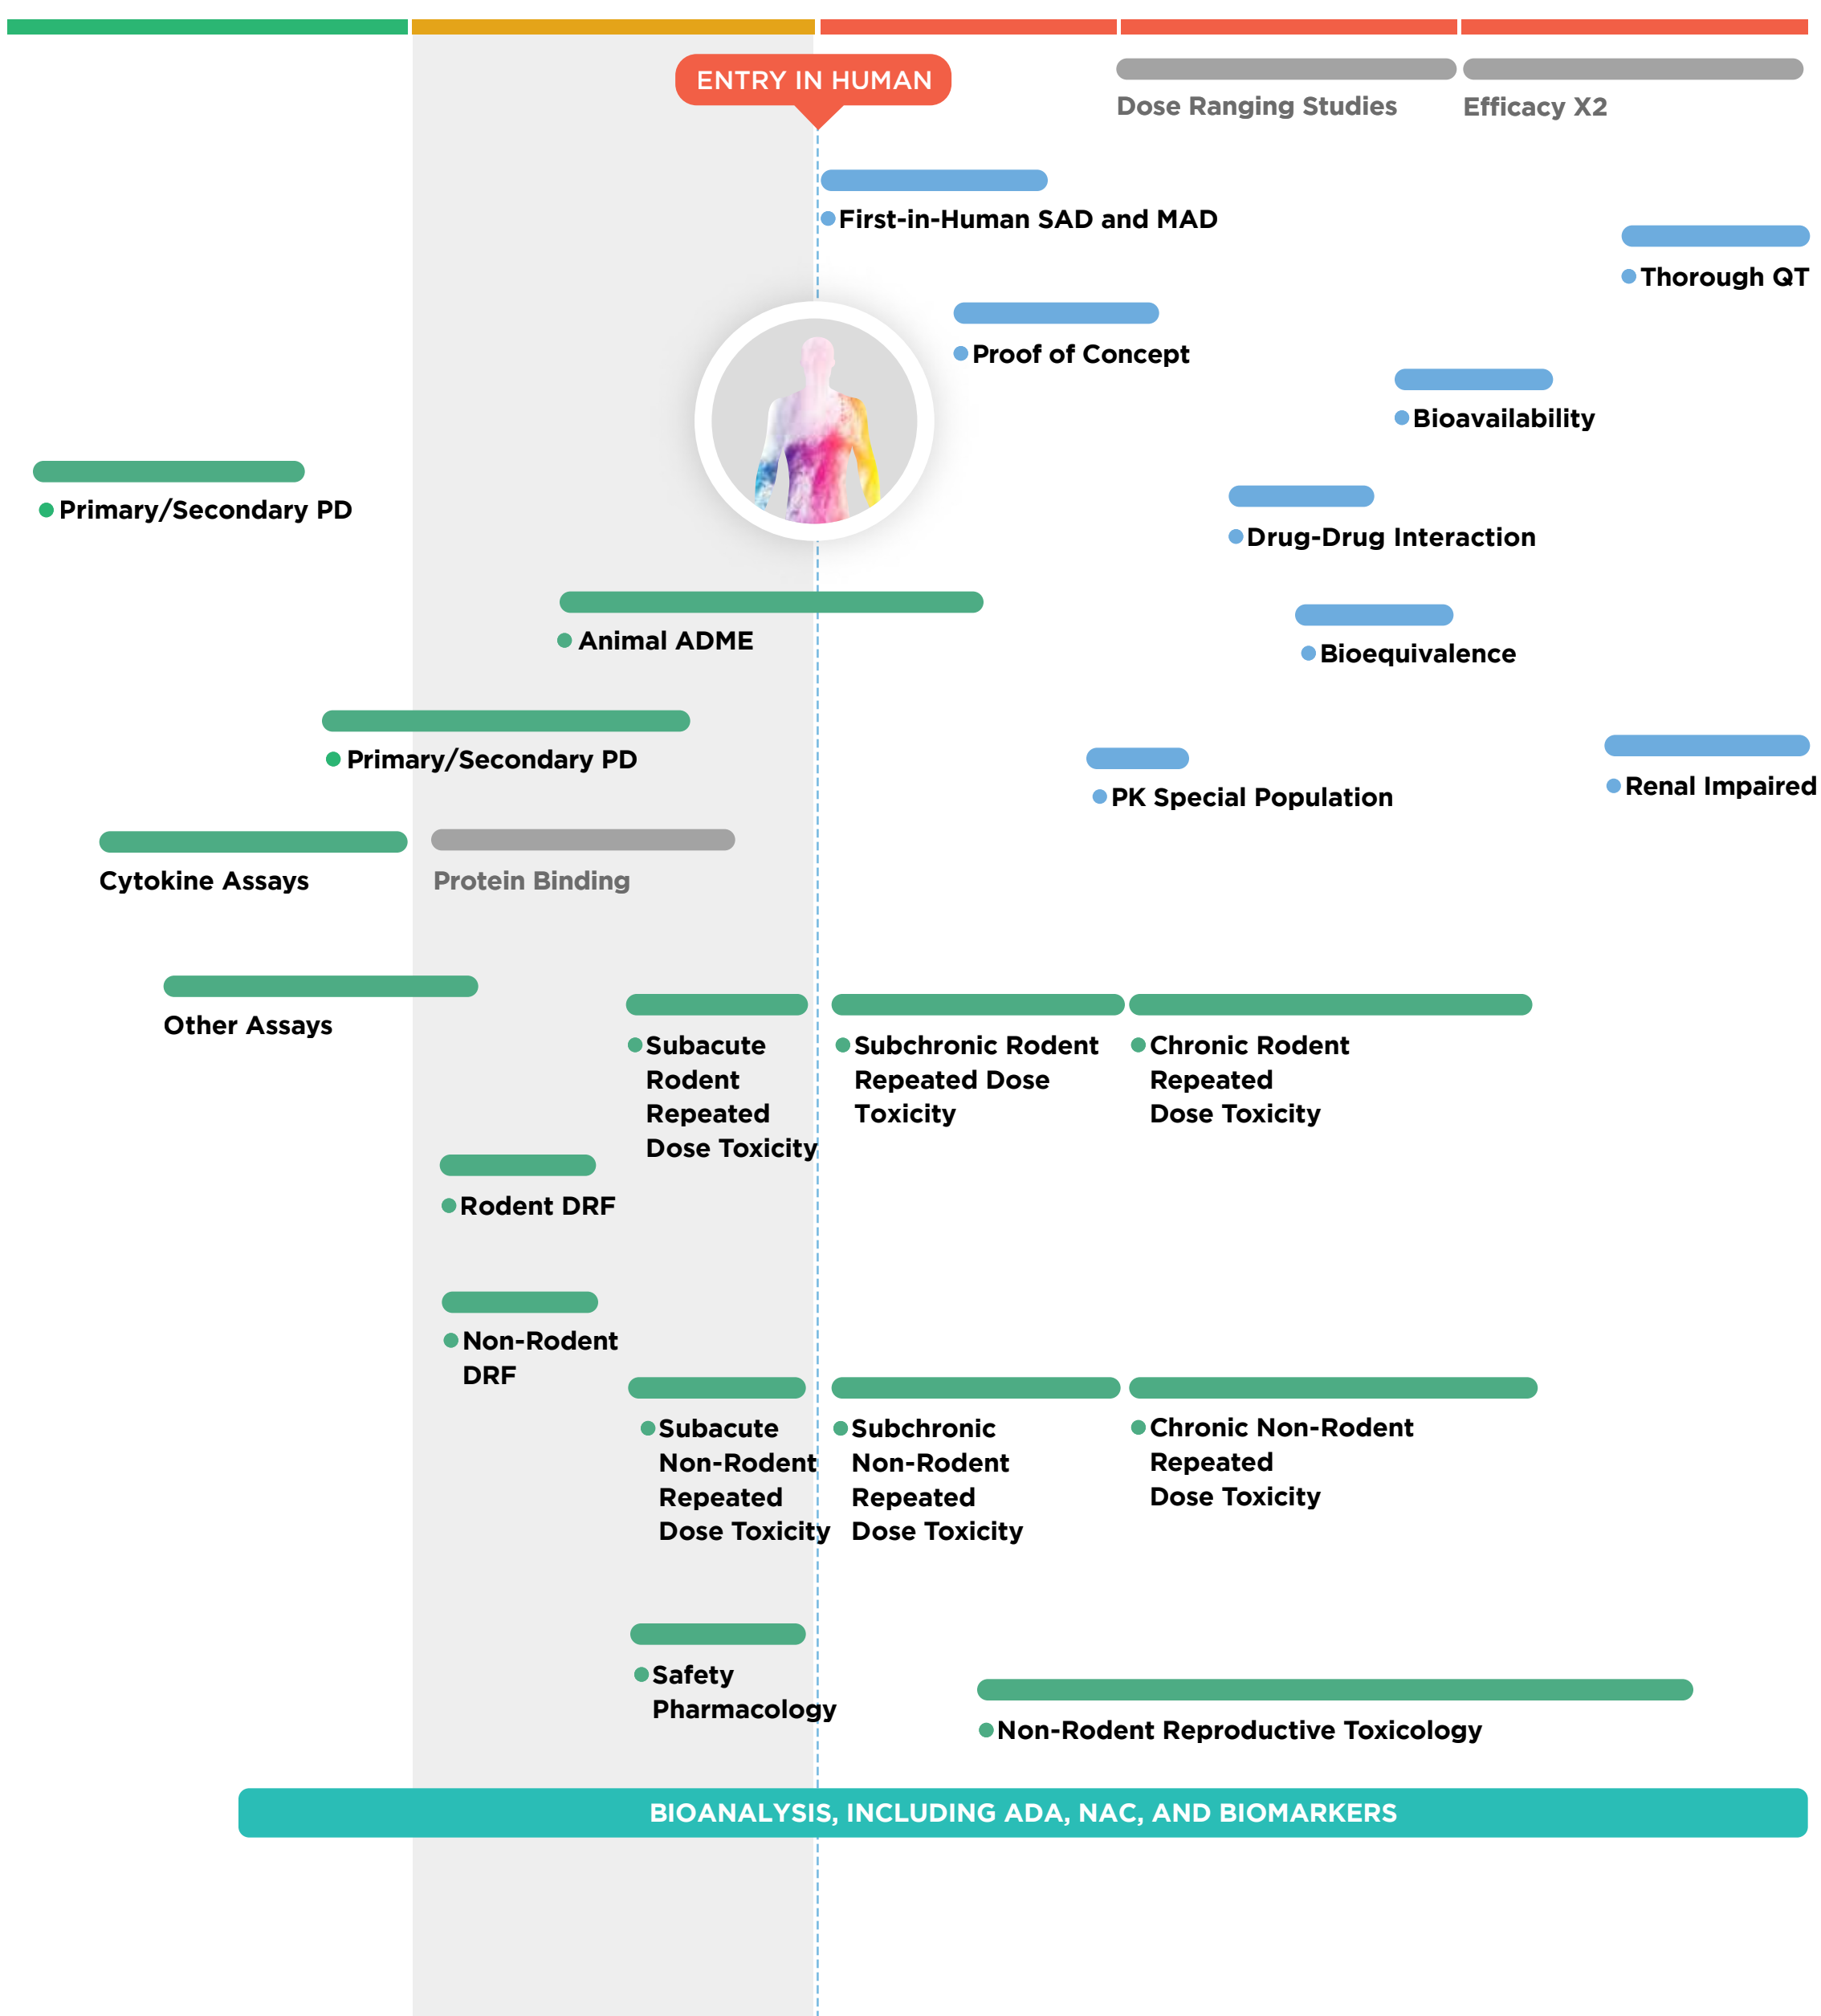 ENTRY IN HUMAN
Dose Ranging Studies
Efficacy X2
First-in-Human SAD and MAD
Thorough QT
Proof of Concept
Bioavailability
Primary/Secondary PD
Drug-Drug Interaction
Animal ADME
Bioequivalence
Primary/Secondary PD
PK Special Population
Renal Impaired
Cytokine Assays
Protein Binding
Other Assays
Subacute
Rodent
Repeated
Dose Toxicity
Subchronic Rodent
Repeated Dose
Toxicity
Chronic Rodent
Repeated
Dose Toxicity
Rodent DRF
Non-Rodent
DRF
Subacute
Non-Rodent
Repeated
Dose Toxicity
Subchronic
Non-Rodent
Repeated
Dose Toxicity
Chronic Non-Rodent
Repeated
Dose Toxicity
Safety
Pharmacology
Non-Rodent Reproductive Toxicology
BIOANALYSIS, INCLUDING ADA, NAC, AND BIOMARKERS